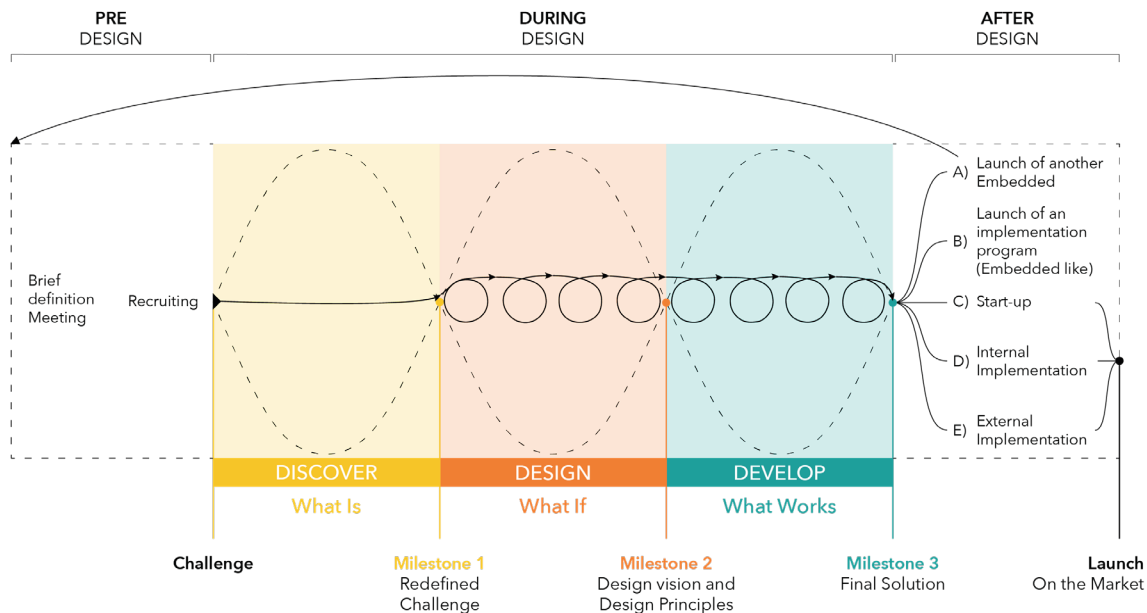 PRE
DESIGN
DURING
DESIGN
AFTER
DESIGN
Brief
definition
Meeting
Recruiting
A) Launch of another
Embedded
B) Launch of an
implementation
program
(Embedded like)
C) Start-up
D) Internal
Implementation
E) External
Implementation
DISCOVER
DESIGN
DEVELOP
What Is
What If
What Works
Challenge
Milestone 1
Redefined
Challenge
Milestone 2
Design vision and
Design Principles
Milestone 3
Final Solution
Launch
On the Market